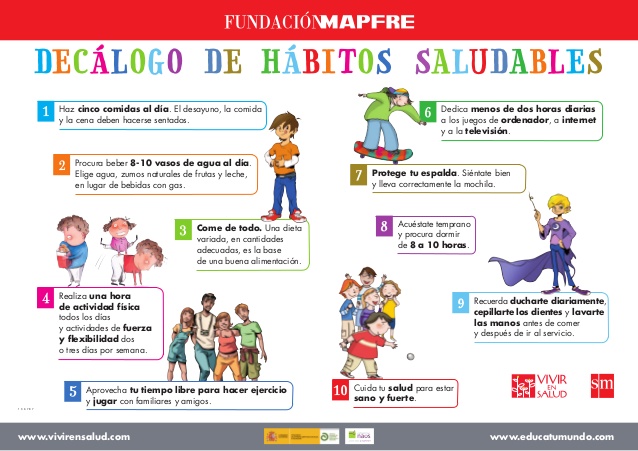 FUNDACIÓN MAPFRE
DECÁLOGO DE HÁBITOS SALUDABLES
1
Haz cinco comidas al día. El desayuno, la comida
y la cena deben hacerse sentados.
2
Procura beber 8-10 vasos de agua al día.
Elige agua, zumos naturales de frutas y leche,
en lugar de bebidas con gas.
3
Come de todo. Una dieta
variada, en cantidades
adecuadas, es la base
de una buena alimentación.
4
Realiza una hora
de actividad física
todos los días
y actividades de fuerza
y flexibilidad dos
o tres días por semana.
5
Aprovecha tu tiempo libre para hacer ejercicio
y jugar con familiares y amigos.
6
Dedica menos de dos horas diarias
a los juegos de ordenador, a internet
y a la televisión.
7
Protege tu espalda. Siéntate bien
y lleva correctamente la mochila.
8
Acuéstate temprano
y procura dormir
de 8 a 10 horas.
9
Recuerda ducharte diariamente,
cepillarte los dientes y lavarte
las manos antes de comer
y después de ir al servicio.
10
Cuida tu salud para estar
sano y fuerte.
VIVIR
EN
SALUD
sm
www.vivirensalud.com
naos
www.educatumundo.com